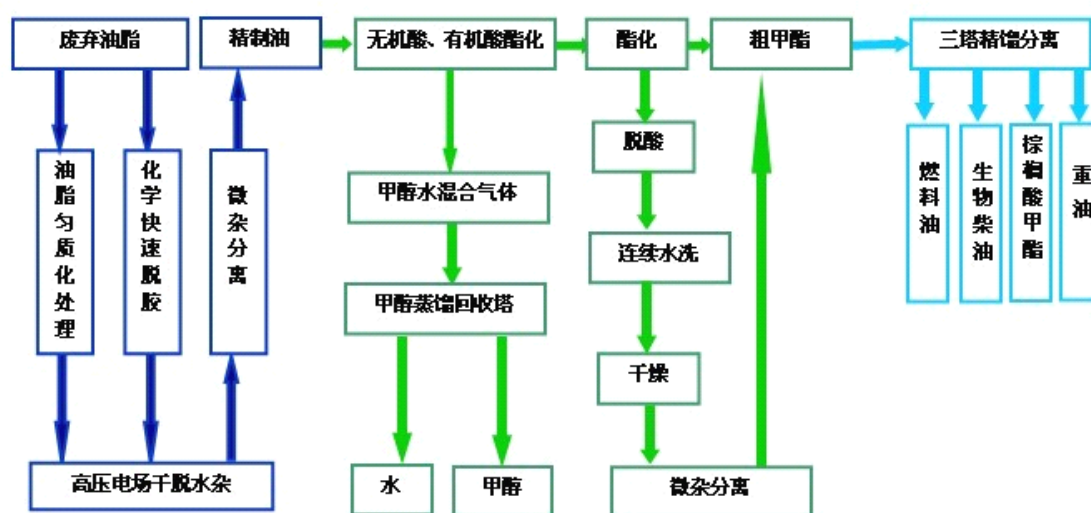 废弃油脂
精制油
无机酸、有机酸酯化
酯化
粗甲酯
三塔精馏分离
油脂匀质化处理
化学快速脱胶
微杂分离
高压电场干脱水杂
甲醇水混合气体
甲醇蒸馏回收塔
水
甲醇
脱酸
连续水洗
干燥
微杂分离
燃料油
生物柴油
棕榈酸甲酯
重油